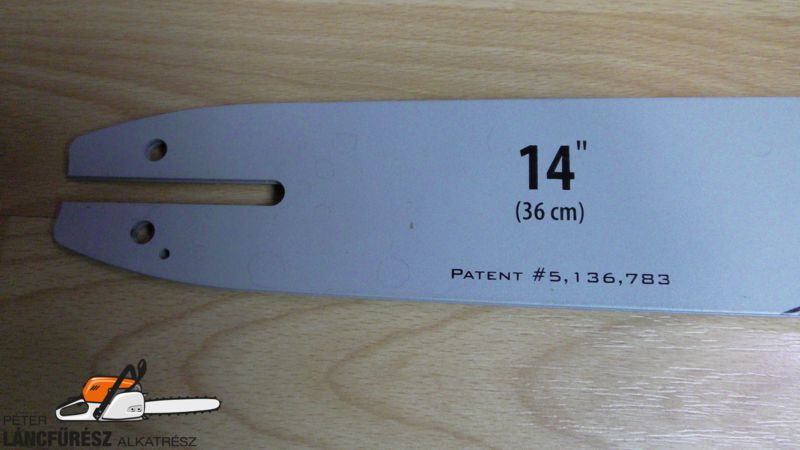 14"
(36 cm)
PATENT #5,136,783
PÉTER
LÁNCFŰRÉSZ ALKATRÉSZ